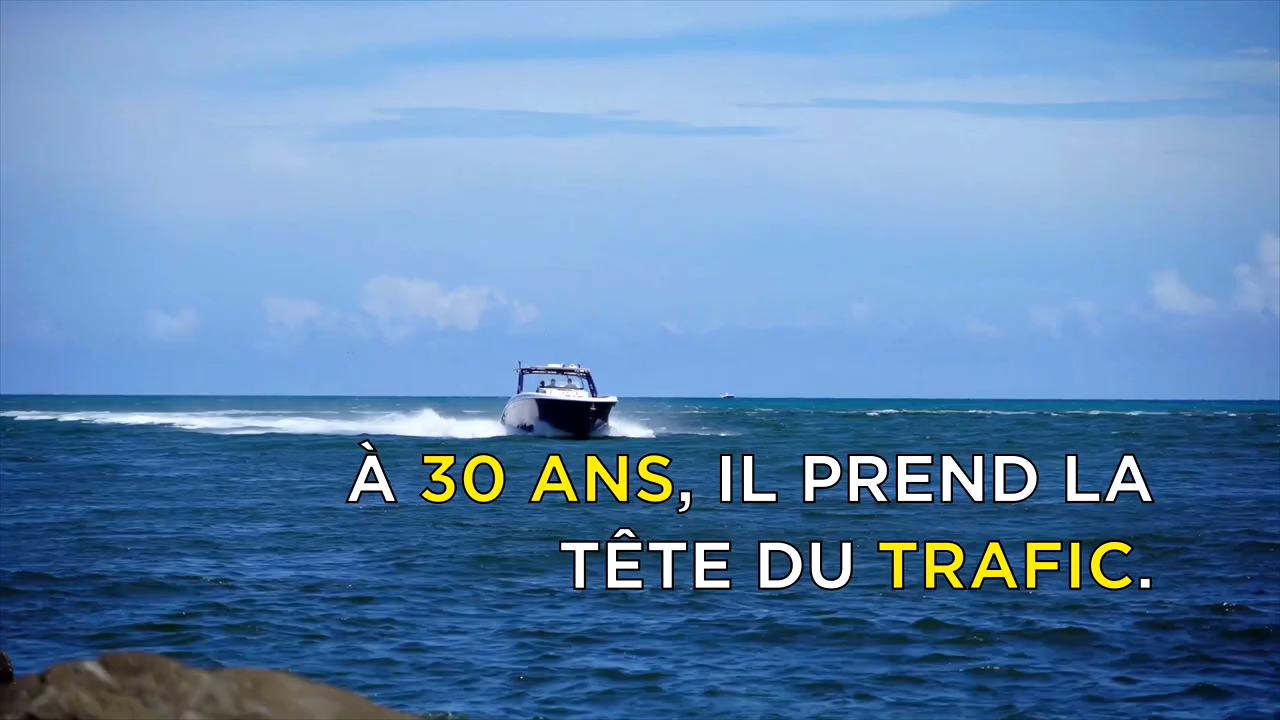 À 30 ANS, IL PREND LA
TÊTE DU TRAFIC.